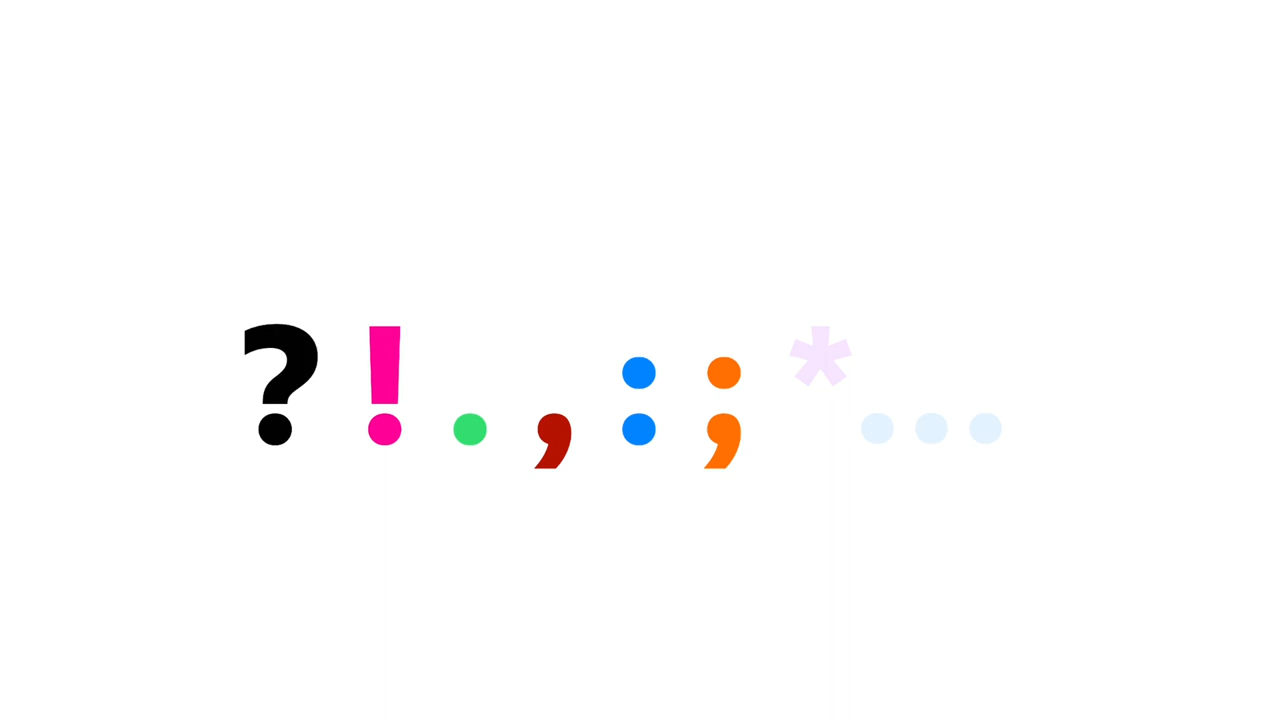 ? ! . , : ; * ...